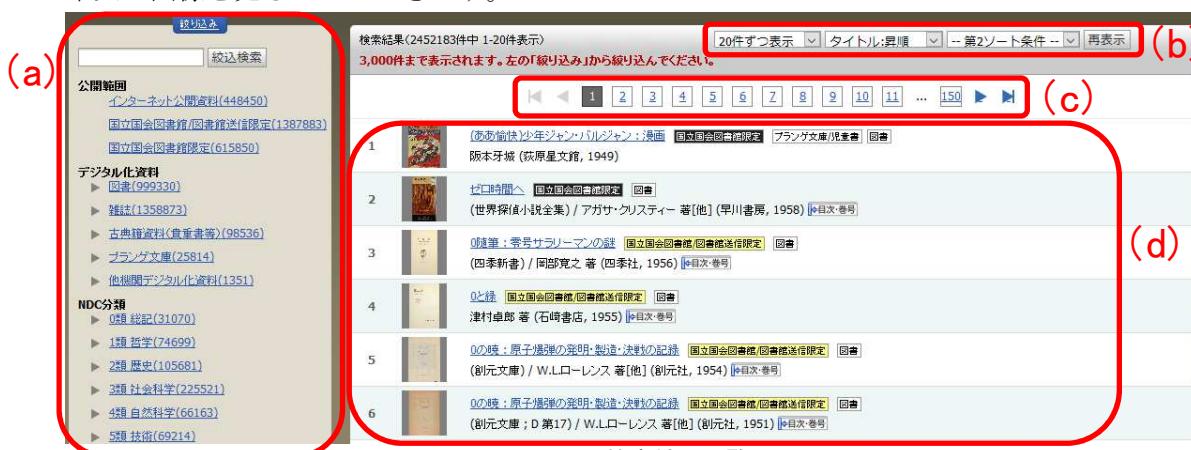 絞り込み
絞込検索
(a)
公開範囲
インターネット公開資料(448450)
国立国会図書館/図書館送信限定(1387883)
国立国会図書館限定(615850)
デジタル化資料
図書(999330)
雑誌(1358873)
古典籍資料(貴重書等)(98536)
プランゲ文庫(25814)
他機関デジタル化資料(1351)
NDC分類
0類 総記(31070)
1類 哲学(74699)
2類 歴史(105681)
3類 社会科学(225521)
4類 自然科学(66163)
5類 技術(69214)
検索結果(2452183件中 1-20件表示)
20件ずつ表示 タイトル:昇順 -- 第2ソート条件 -- 再表示 (b)
3,000件まで表示されます。左の「絞り込み」から絞り込んでください。
1 2 3 4 5 6 7 8 9 10 11 ... 150 (c)
1 (ああ愉快)少年ジャン・バルジャン : 漫画 国立国会図書館限定 プランゲ文庫/児童書 図書
阪本牙城 (荻原星文館, 1949)
2 ゼロ時間へ 国立国会図書館限定 図書
(世界探偵小説全集) / アガサ・クリスティー 著[他] (早川書房, 1958) 目次・巻号
3 0随筆 : 零号サラリーマンの謎 国立国会図書館/図書館送信限定 図書
(四季新書) / 岡部寛之 著 (四季社, 1956) 目次・巻号
(d)
4 0と録 国立国会図書館/図書館送信限定 図書
津村卓郎 著 (石崎書店, 1955) 目次・巻号
5 0の暁 : 原子爆弾の発明・製造・決戦の記録 国立国会図書館/図書館送信限定 図書
(創元文庫) / W.L.ローレンス 著[他] (創元社, 1954) 目次・巻号
6 0の暁 : 原子爆弾の発明・製造・決戦の記録 国立国会図書館/図書館送信限定 図書
(創元文庫 ; D 第17) / W.L.ローレンス 著[他] (創元社, 1951) 目次・巻号